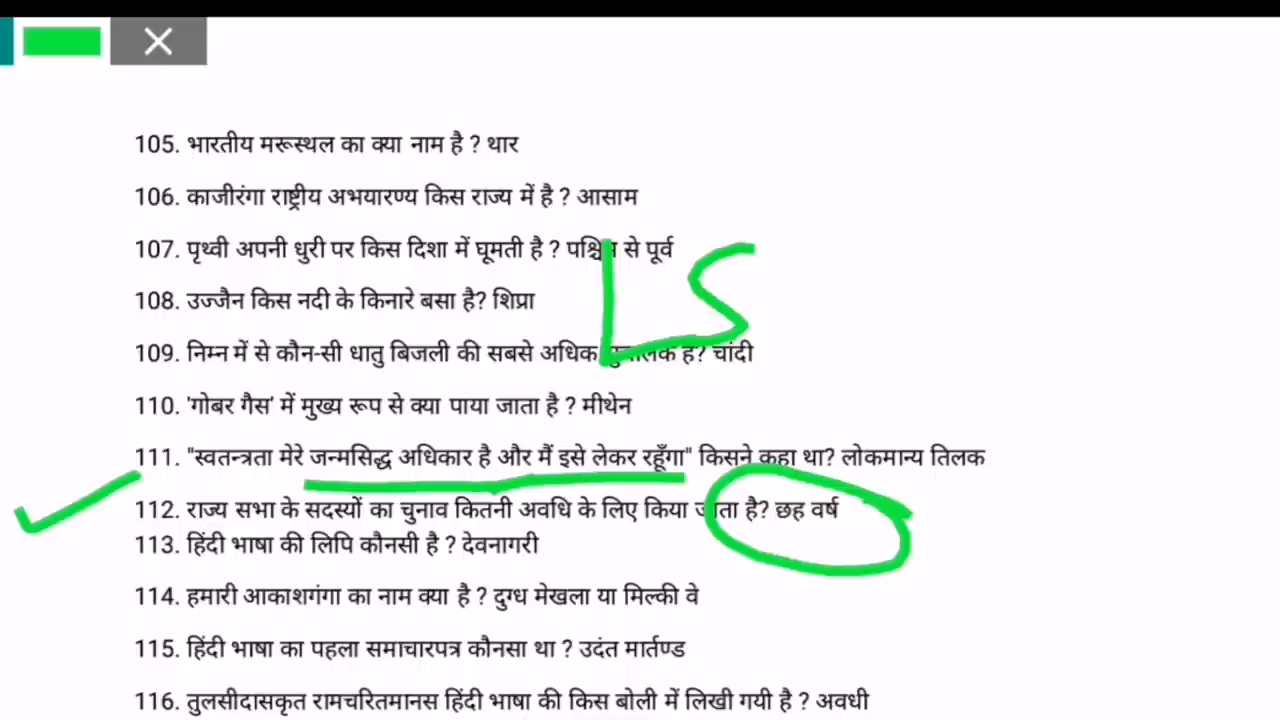 105. भारतीय मरूस्थल का क्या नाम है ? थार
106. काजीरंगा राष्ट्रीय अभयारण्य किस राज्य में है ? आसाम
107. पृथ्वी अपनी धुरी पर किस दिशा में घूमती है ? पश्चिम से पूर्व
LS
108. उज्जैन किस नदी के किनारे बसा है? शिप्रा
109. निम्न में से कौन-सी धातु बिजली की सबसे अधिक है? चांदी
110. 'गोबर गैस' में मुख्य रूप से क्या पाया जाता है ? मीथेन
111. "स्वतन्त्रता मेरे जन्मसिद्ध अधिकार है और मैं इसे लेकर रहूँगा" किसने कहा था? लोकमान्य तिलक
112. राज्य सभा के सदस्यों का चुनाव कितनी अवधि के लिए किया जाता है? छह वर्ष
113. हिंदी भाषा की लिपि कौनसी है ? देवनागरी
114. हमारी आकाशगंगा का नाम क्या है ? दुग्ध मेखला या मिल्की वे
115. हिंदी भाषा का पहला समाचारपत्र कौनसा था ? उदंत मार्तण्ड
116. तुलसीदासकृत रामचरितमानस हिंदी भाषा की किस बोली में लिखी गयी है ? अवधी